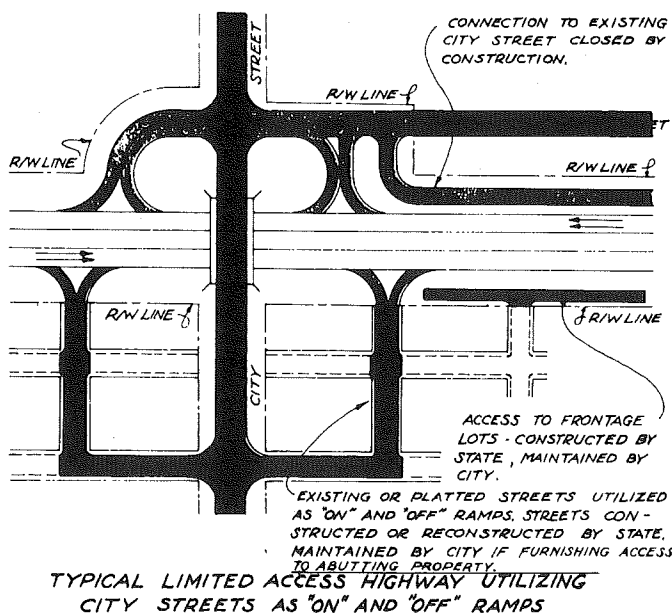 CONNECTION TO EXISTING
CITY STREET CLOSED BY
CONSTRUCTION.
STREET
R/W LINE
R/W LINE
R/W LINE
R/W LINE
R/W LINE
CITY
ACCESS TO FRONTAGE
LOTS - CONSTRUCTED BY
STATE, MAINTAINED BY
CITY.
EXISTING OR PLATTED STREETS UTILIZED
AS "ON" AND "OFF" RAMPS. STREETS CON-
STRUCTED OR RECONSTRUCTED BY STATE,
MAINTAINED BY CITY IF FURNISHING ACCESS
TO ABUTTING PROPERTY.
TYPICAL LIMITED ACCESS HIGHWAY UTILIZING
CITY STREETS AS "ON" AND "OFF" RAMPS